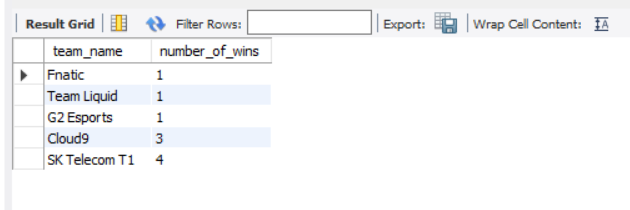 Result Grid Filter Rows: Export: Wrap Cell Content: IA
team_name number_of_wins
Fnatic 1
Team Liquid 1
G2 Esports 1
Cloud9 3
SK Telecom T1 4